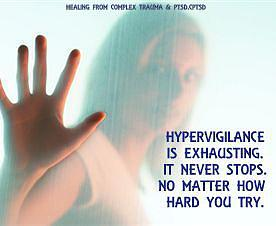 HEALING FROM COMPLEX TRAUMA & PTSD/CPTSD
HYPERVIGILANCE
IS EXHAUSTING.
IT NEVER STOPS.
NO MATTER HOW
HARD YOU TRY.